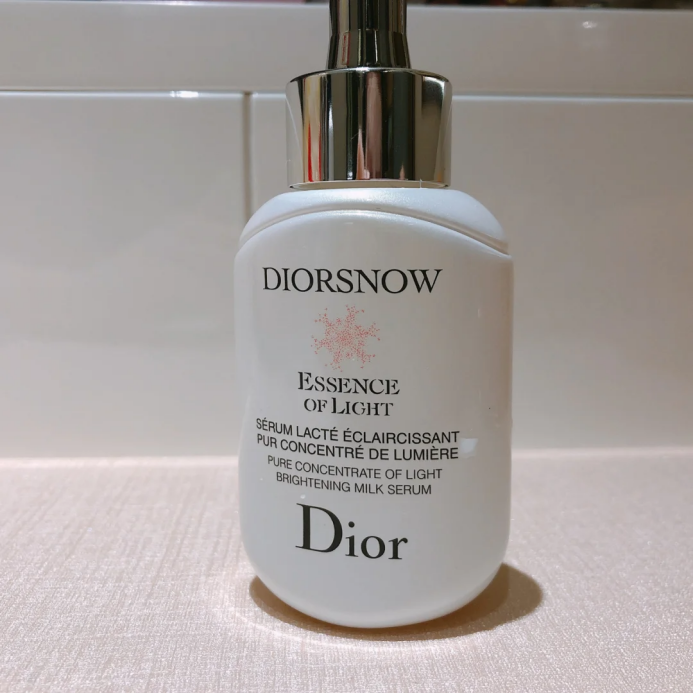 DIORSNOW
ESSENCE
OF LIGHT
SÉRUM LACTÉ ÉCLAIRCISSANT
PUR CONCENTRÉ DE LUMIÈRE
PURE CONCENTRATE OF LIGHT
BRIGHTENING MILK SERUM
Dior